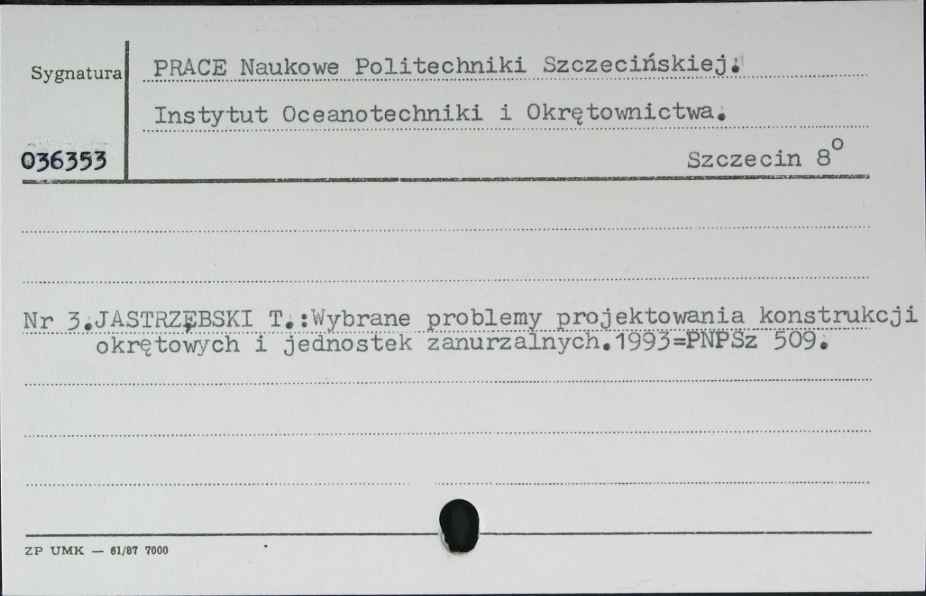 Sygnatura
PRACE Naukowe Politechniki Szczecińskiej.
Instytut Oceanotechniki i Okrętownictwa.
036353
Szczecin 8°
Nr 3.JASTRZĘBSKI T.:Wybrane problemy projektowania konstrukcji
okrętowych i jednostek zanurzalnych.1993=PNPSz 509.
ZP UMK — 61/87 7000